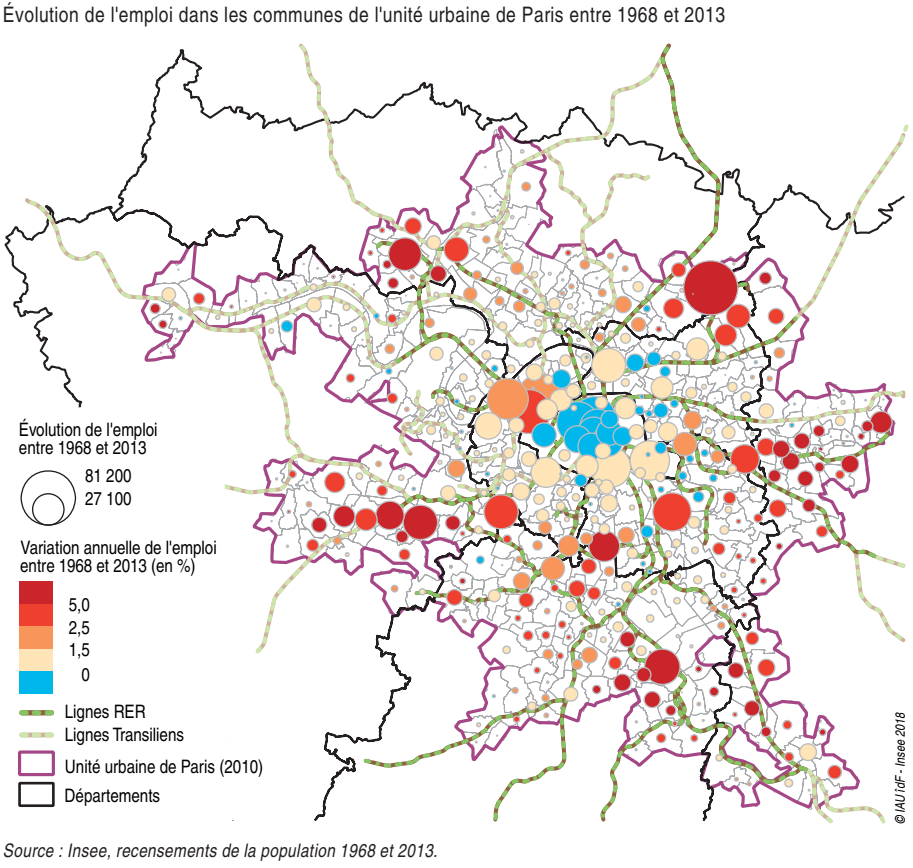 Évolution de l'emploi dans les communes de l'unité urbaine de Paris entre 1968 et 2013
Évolution de l'emploi
entre 1968 et 2013
81 200
27 100
Variation annuelle de l'emploi
entre 1968 et 2013 (en %)
5,0
2,5
1,5
0
Lignes RER
Lignes Transiliens
Unité urbaine de Paris (2010)
Départements
© IAU îdF - Insee 2018
Source : Insee, recensements de la population 1968 et 2013.